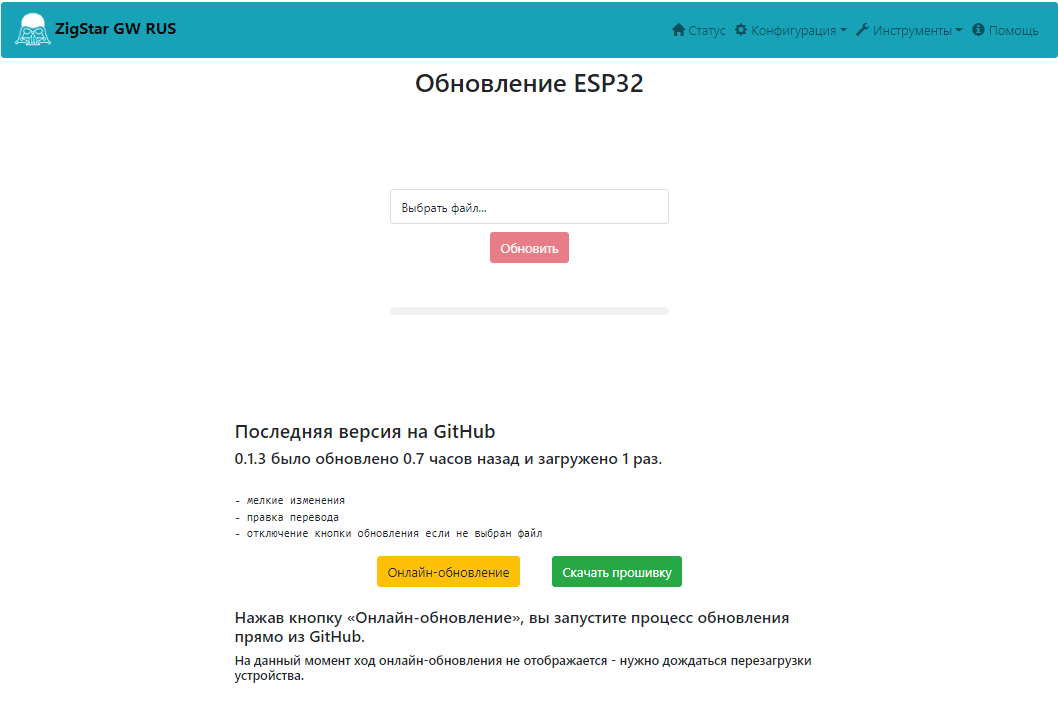 ZigStar GW RUS
Статус Конфигурация Инструменты Помощь
Обновление ESP32
Выбрать файл...
Обновить
Последняя версия на GitHub
0.1.3 было обновлено 0.7 часов назад и загружено 1 раз.
- мелкие изменения
- правка перевода
- отключение кнопки обновления если не выбран файл
Онлайн-обновление Скачать прошивку
Нажав кнопку «Онлайн-обновление», вы запустите процесс обновления
прямо из GitHub.
На данный момент ход онлайн-обновления не отображается - нужно дождаться перезагрузки
устройства.